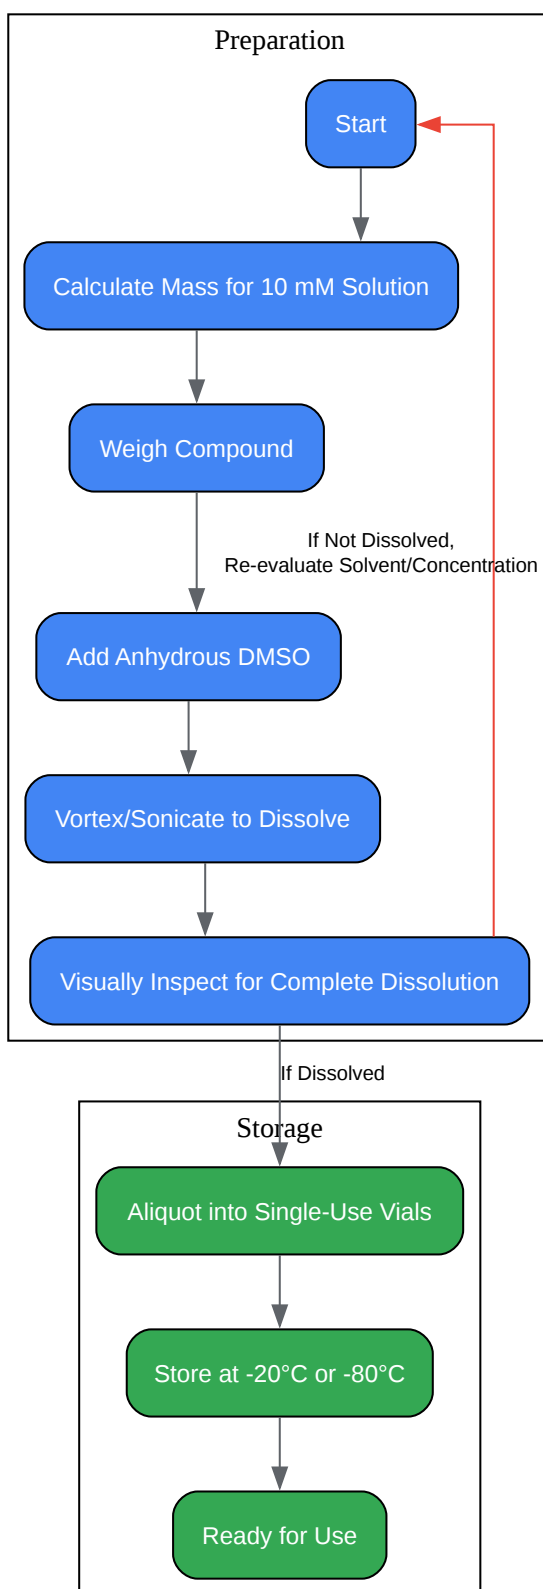 Preparation
Start
Calculate Mass for 10 mM Solution
Weigh Compound
If Not Dissolved,
Re-evaluate Solvent/Concentration
Add Anhydrous DMSO
Vortex/Sonicate to Dissolve
Visually Inspect for Complete Dissolution
If Dissolved
Storage
Aliquot into Single-Use Vials
Store at -20°C or -80°C
Ready for Use